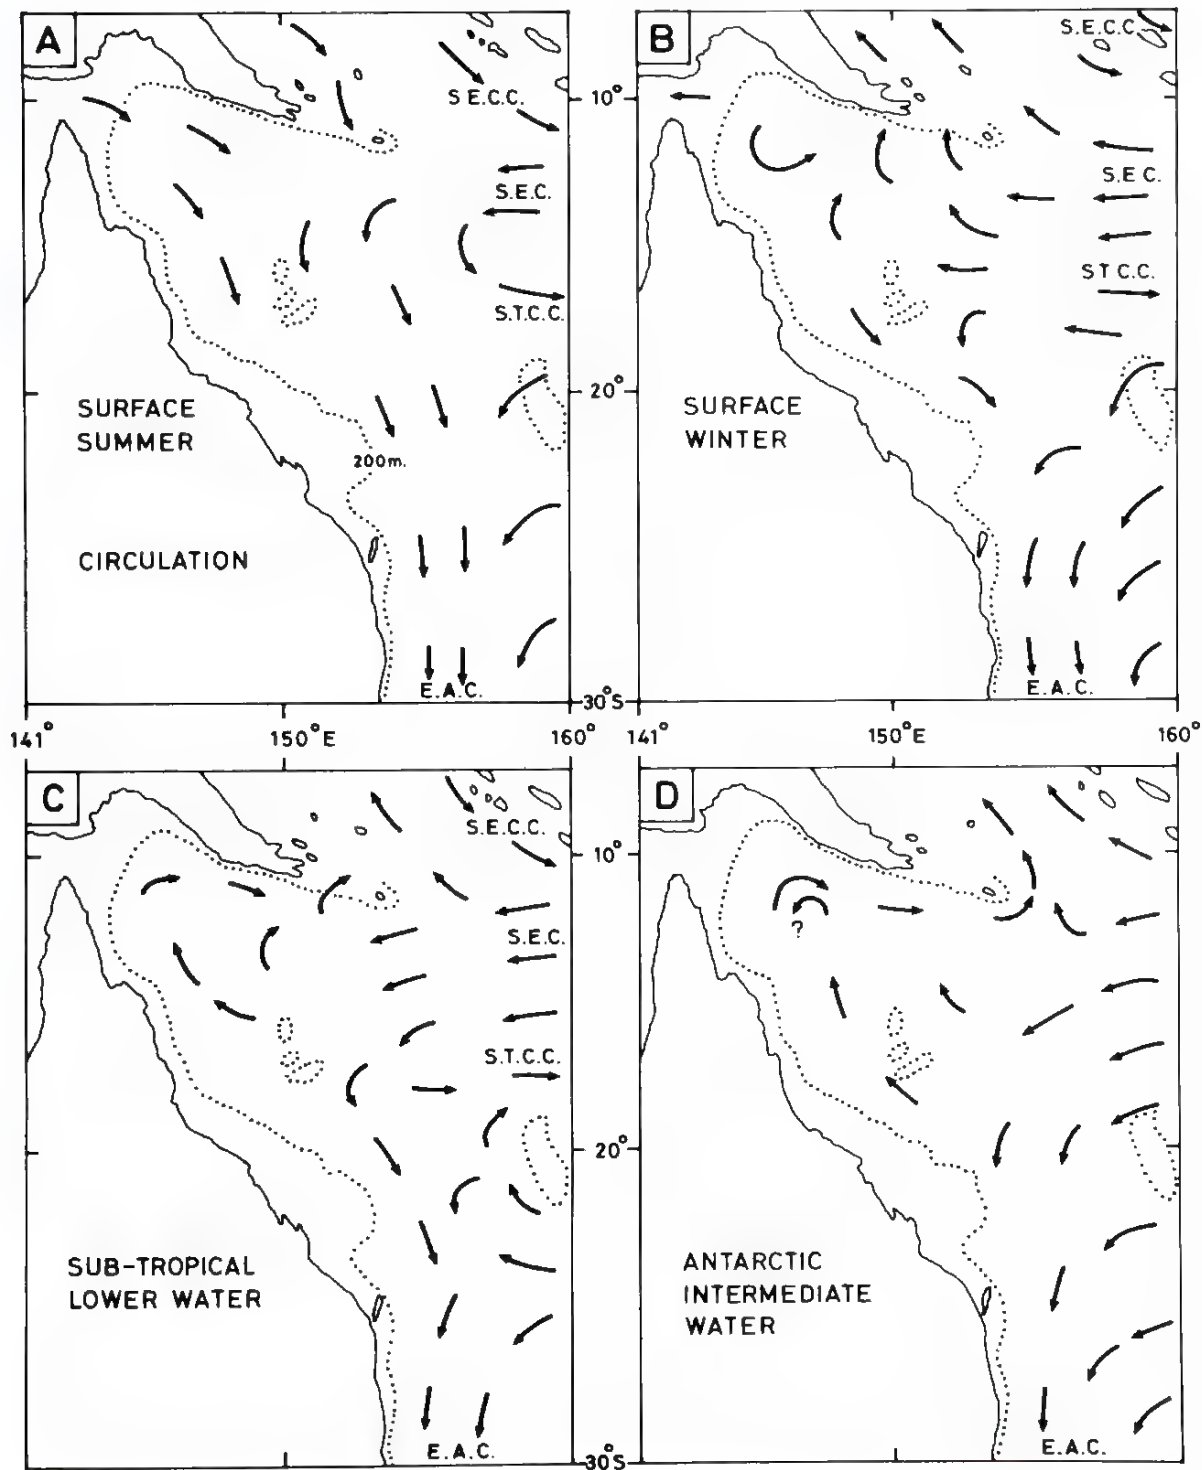 A
S E.C.C.
S.E.C.
S.T.C.C.
SURFACE
SUMMER
200m.
CIRCULATION
E.A.C.
B
S.E.C.C.
10°
S.E C.
S T C.C.
20°
SURFACE
WINTER
E.A.C.
30°S
141°
150°E
160°
141°
150°E
160°
C
S.E.C.C.
S.E.C.
S.T.C.C.
SUB-TROPICAL
LOWER WATER
E.A.C.
D
10°
?
20°
ANTARCTIC
INTERMEDIATE
WATER
E.A.C.
30°S